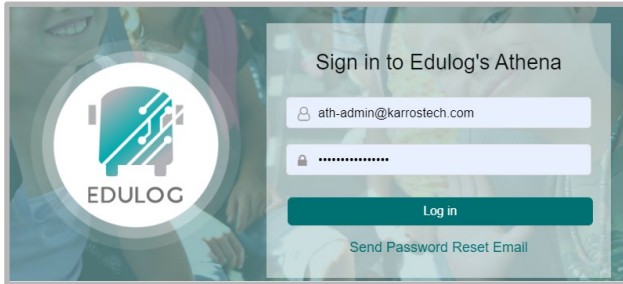 Sign in to Edulog's Athena
ath-admin@karrostech.com
••••••••••••••••
Log in
Send Password Reset Email
EDULOG